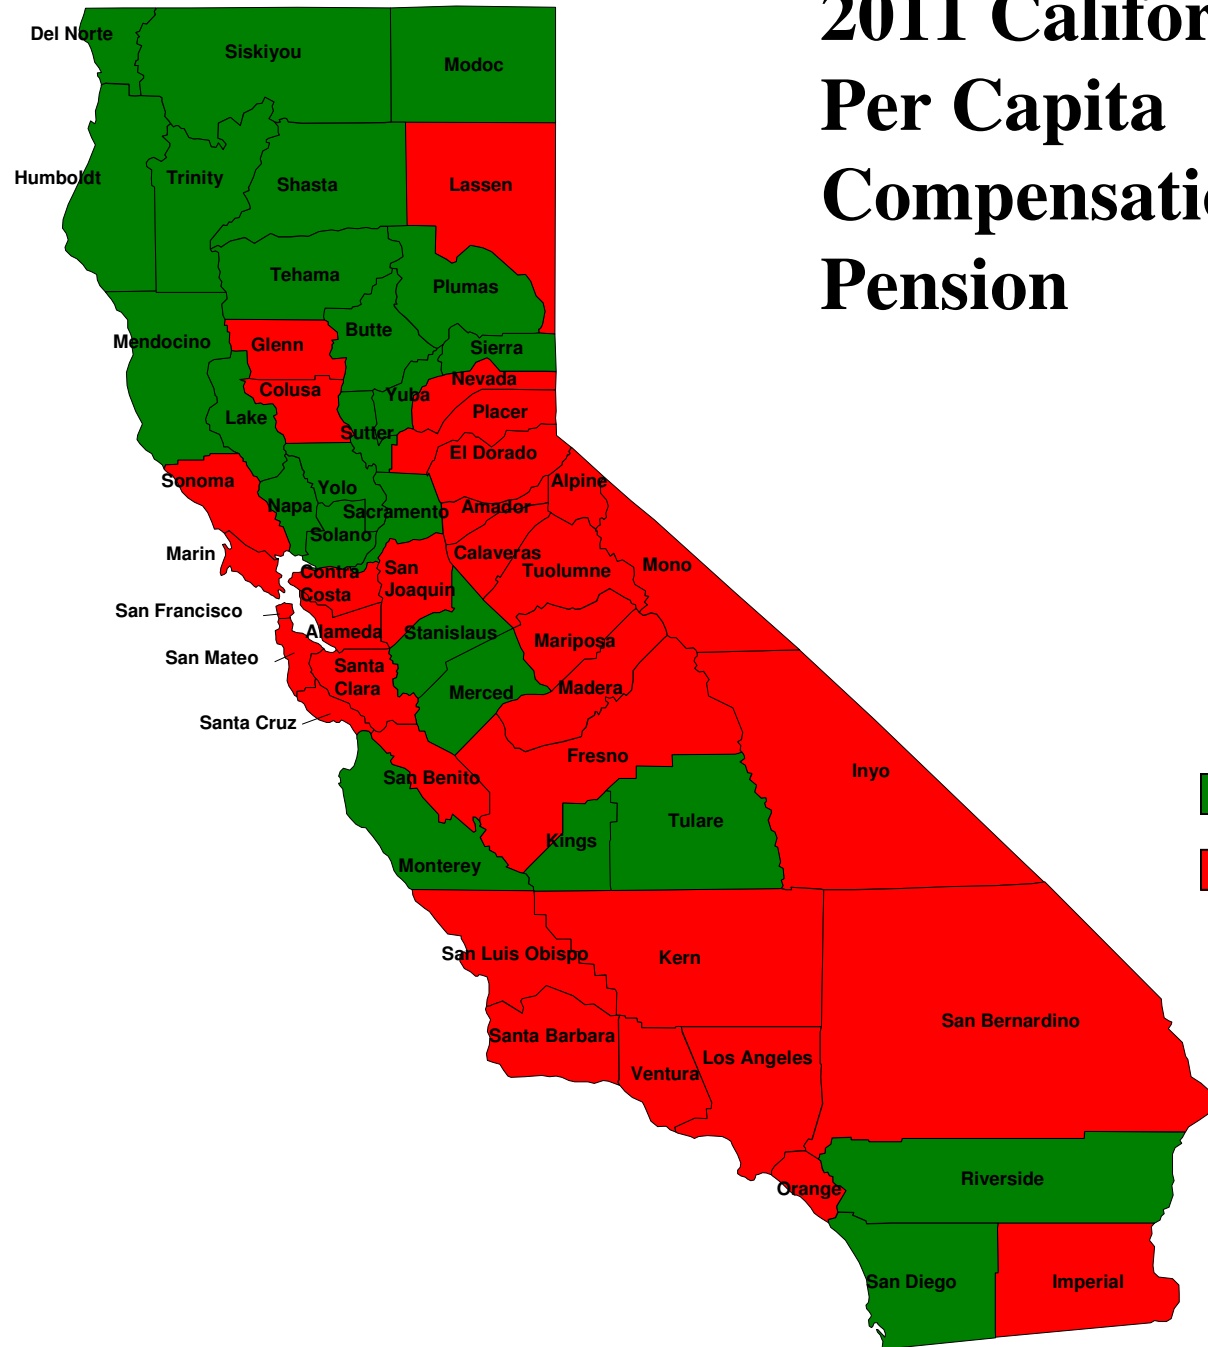 2011 Califor
Per Capita
Compensati
Pension
Del Norte
Siskiyou
Modoc
Humboldt
Trinity
Shasta
Lassen
Tehama
Plumas
Mendocino
Glenn
Butte
Sierra
Colusa
Nevada
Yuba
Lake
Placer
Sutter
El Dorado
Sonoma
Yolo
Alpine
Napa
Sacramento
Amador
Solano
Marin
Calaveras
Contra
Costa
San
Joaquin
Tuolumne
Mono
San Francisco
Alameda
Stanislaus
Mariposa
San Mateo
Santa
Clara
Merced
Madera
Santa Cruz
Fresno
Inyo
San Benito
Tulare
Kings
Monterey
San Luis Obispo
Kern
San Bernardino
Santa Barbara
Los Angeles
Ventura
Orange
Riverside
San Diego
Imperial